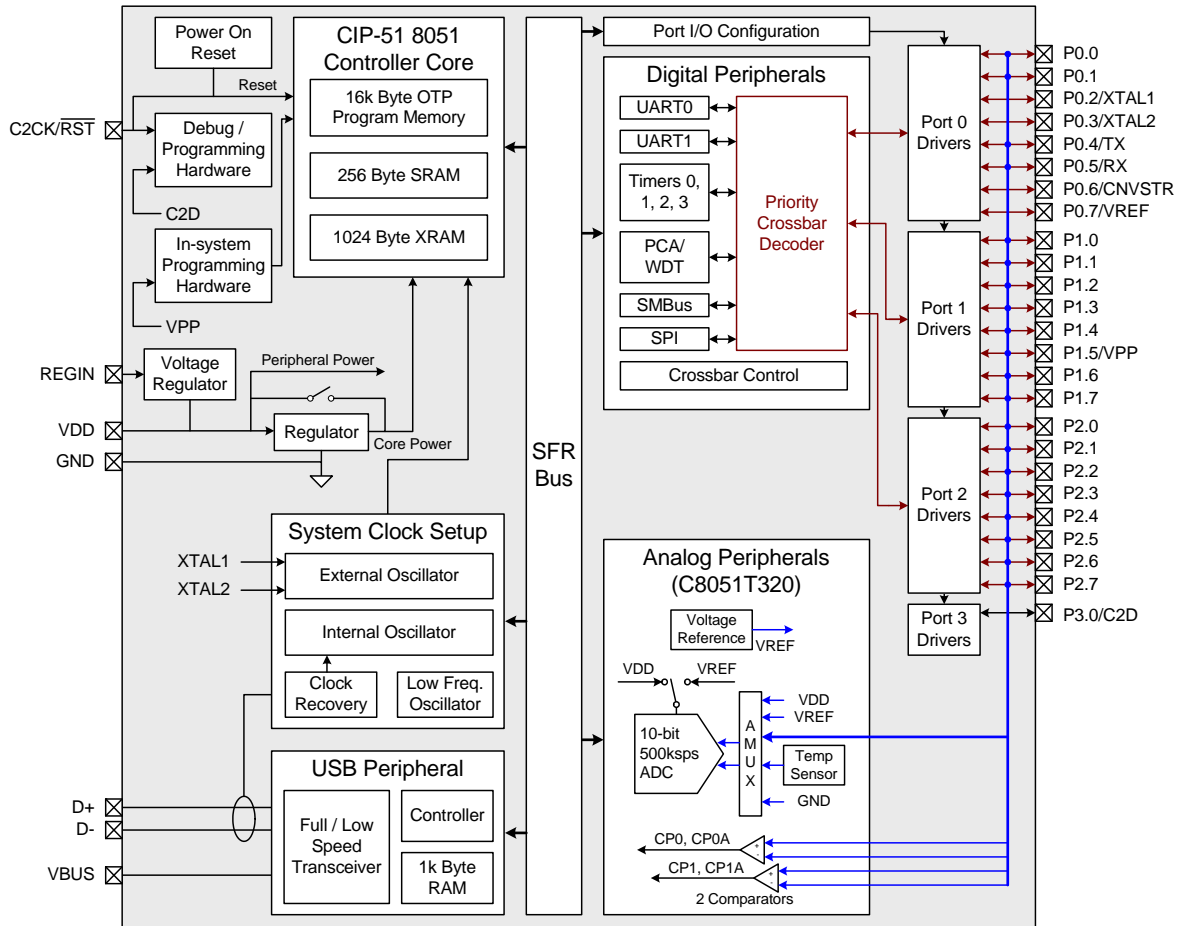 Power On
Reset
Reset
C2CK/RST
Debug /
Programming
Hardware
C2D
In-system
Programming
Hardware
VPP
CIP-51 8051
Controller Core
16k Byte OTP
Program Memory
256 Byte SRAM
1024 Byte XRAM
REGIN
Voltage
Regulator
Peripheral Power
VDD
Regulator
Core Power
GND
System Clock Setup
XTAL1
XTAL2
External Oscillator
Internal Oscillator
Clock
Recovery
Low Freq.
Oscillator
USB Peripheral
D+
D-
VBUS
Full / Low
Speed
Transceiver
Controller
1k Byte
RAM
SFR
Bus
Port I/O Configuration
Digital Peripherals
UART0
UART1
Timers 0,
1, 2, 3
PCA/
WDT
SMBus
SPI
Priority
Crossbar
Decoder
Crossbar Control
Analog Peripherals
(C8051T320)
Voltage
Reference
VREF
VDD
VREF
10-bit
500ksps
ADC
A
M
U
X
VDD
VREF
Temp
Sensor
GND
CP0, CP0A
+
-
CP1, CP1A
+
-
2 Comparators
Port 0
Drivers
Port 1
Drivers
Port 2
Drivers
Port 3
Drivers
P0.0
P0.1
P0.2/XTAL1
P0.3/XTAL2
P0.4/TX
P0.5/RX
P0.6/CNVSTR
P0.7/VREF
P1.0
P1.1
P1.2
P1.3
P1.4
P1.5/VPP
P1.6
P1.7
P2.0
P2.1
P2.2
P2.3
P2.4
P2.5
P2.6
P2.7
P3.0/C2D